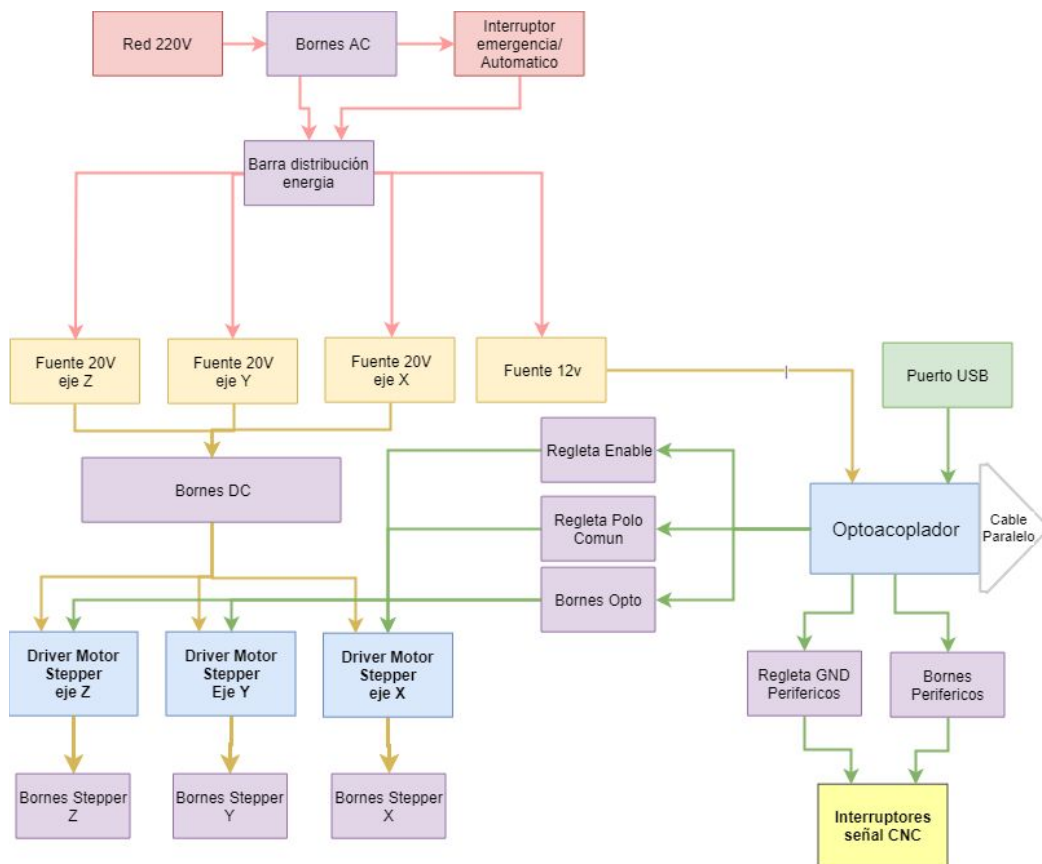 Red 220V
Bornes AC
Interruptor
emergencia/
Automatico
Barra distribución
energia
Fuente 20V
eje Z
Fuente 20V
eje Y
Fuente 20V
eje X
Fuente 12v
Puerto USB
Regleta Enable
Bornes DC
Regleta Polo
Comun
Optoacoplador
Cable
Paralelo
Bornes Opto
Driver Motor
Stepper
eje Z
Driver Motor
Stepper
Eje Y
Driver Motor
Stepper
eje X
Regleta GND
Perifericos
Bornes
Perifericos
Bornes Stepper
Z
Bornes Stepper
Y
Bornes Stepper
X
Interruptores
señal CNC